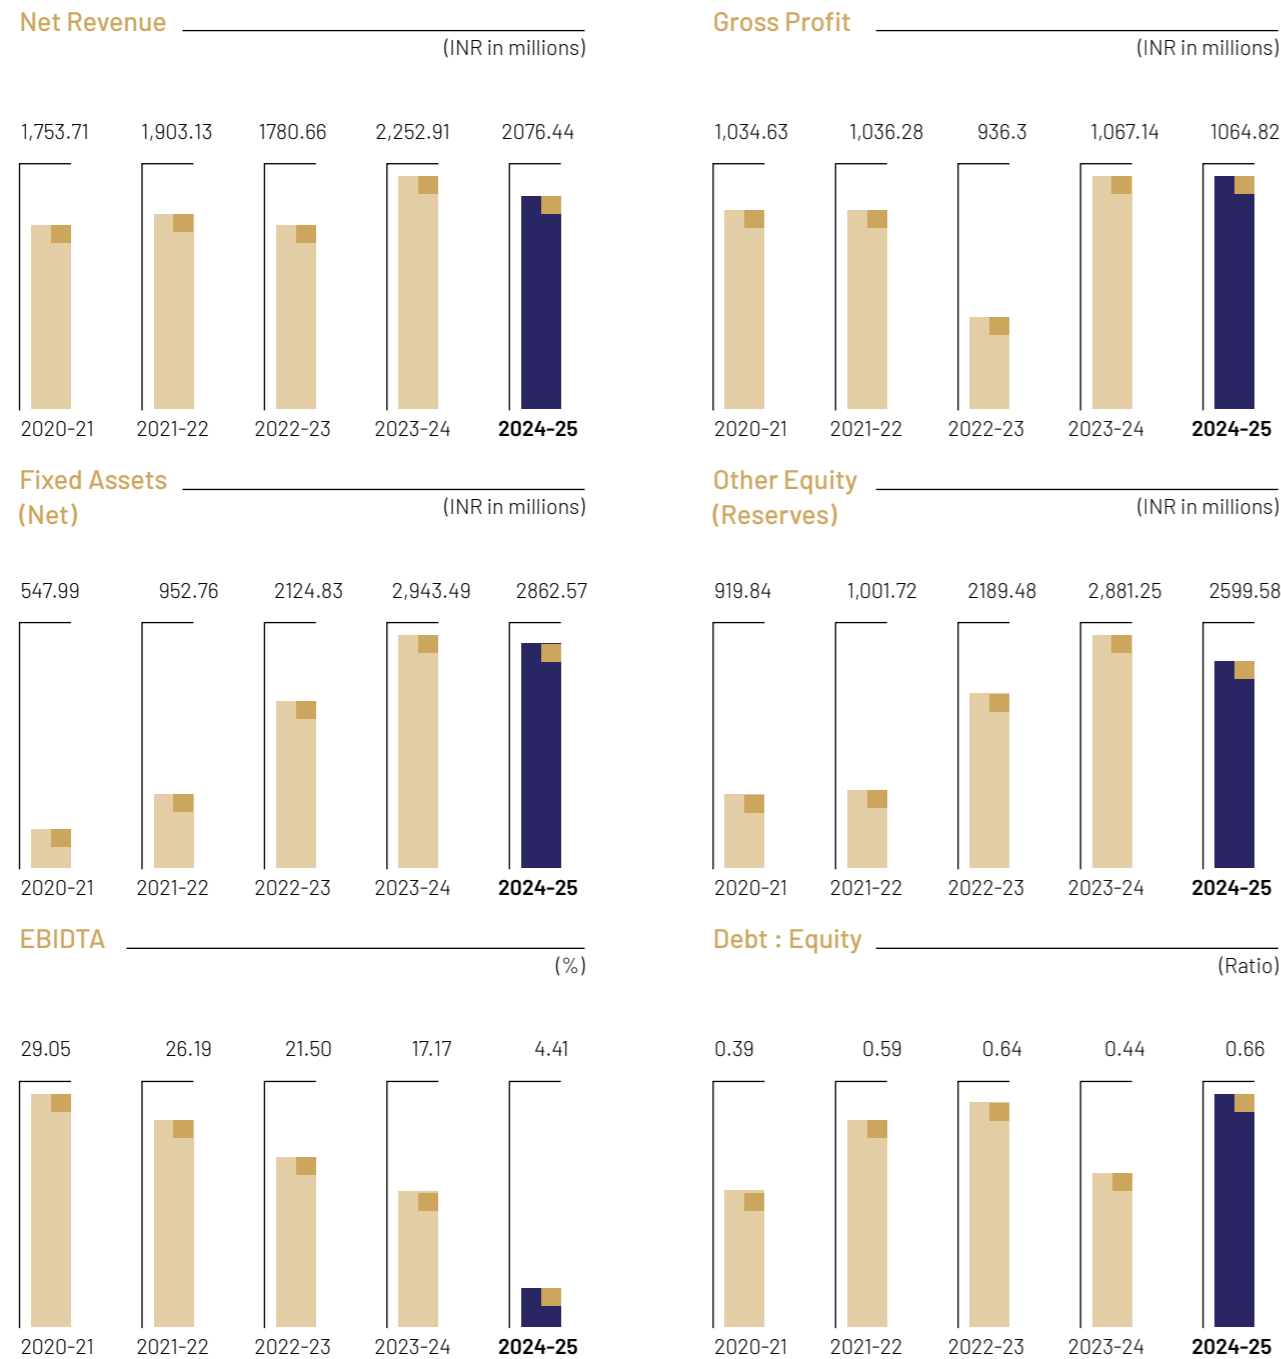 Net Revenue
(INR in millions)
1,753.71 1,903.13 1780.66 2,252.91 2076.44
2020-21 2021-22 2022-23 2023-24 2024-25
Gross Profit
(INR in millions)
1,034.63 1,036.28 936.3 1,067.14 1064.82
2020-21 2021-22 2022-23 2023-24 2024-25
Fixed Assets
(Net)
(INR in millions)
547.99 952.76 2124.83 2,943.49 2862.57
2020-21 2021-22 2022-23 2023-24 2024-25
Other Equity
(Reserves)
(INR in millions)
919.84 1,001.72 2189.48 2,881.25 2599.58
2020-21 2021-22 2022-23 2023-24 2024-25
EBIDTA
(%)
29.05 26.19 21.50 17.17 4.41
2020-21 2021-22 2022-23 2023-24 2024-25
Debt : Equity
(Ratio)
0.39 0.59 0.64 0.44 0.66
2020-21 2021-22 2022-23 2023-24 2024-25